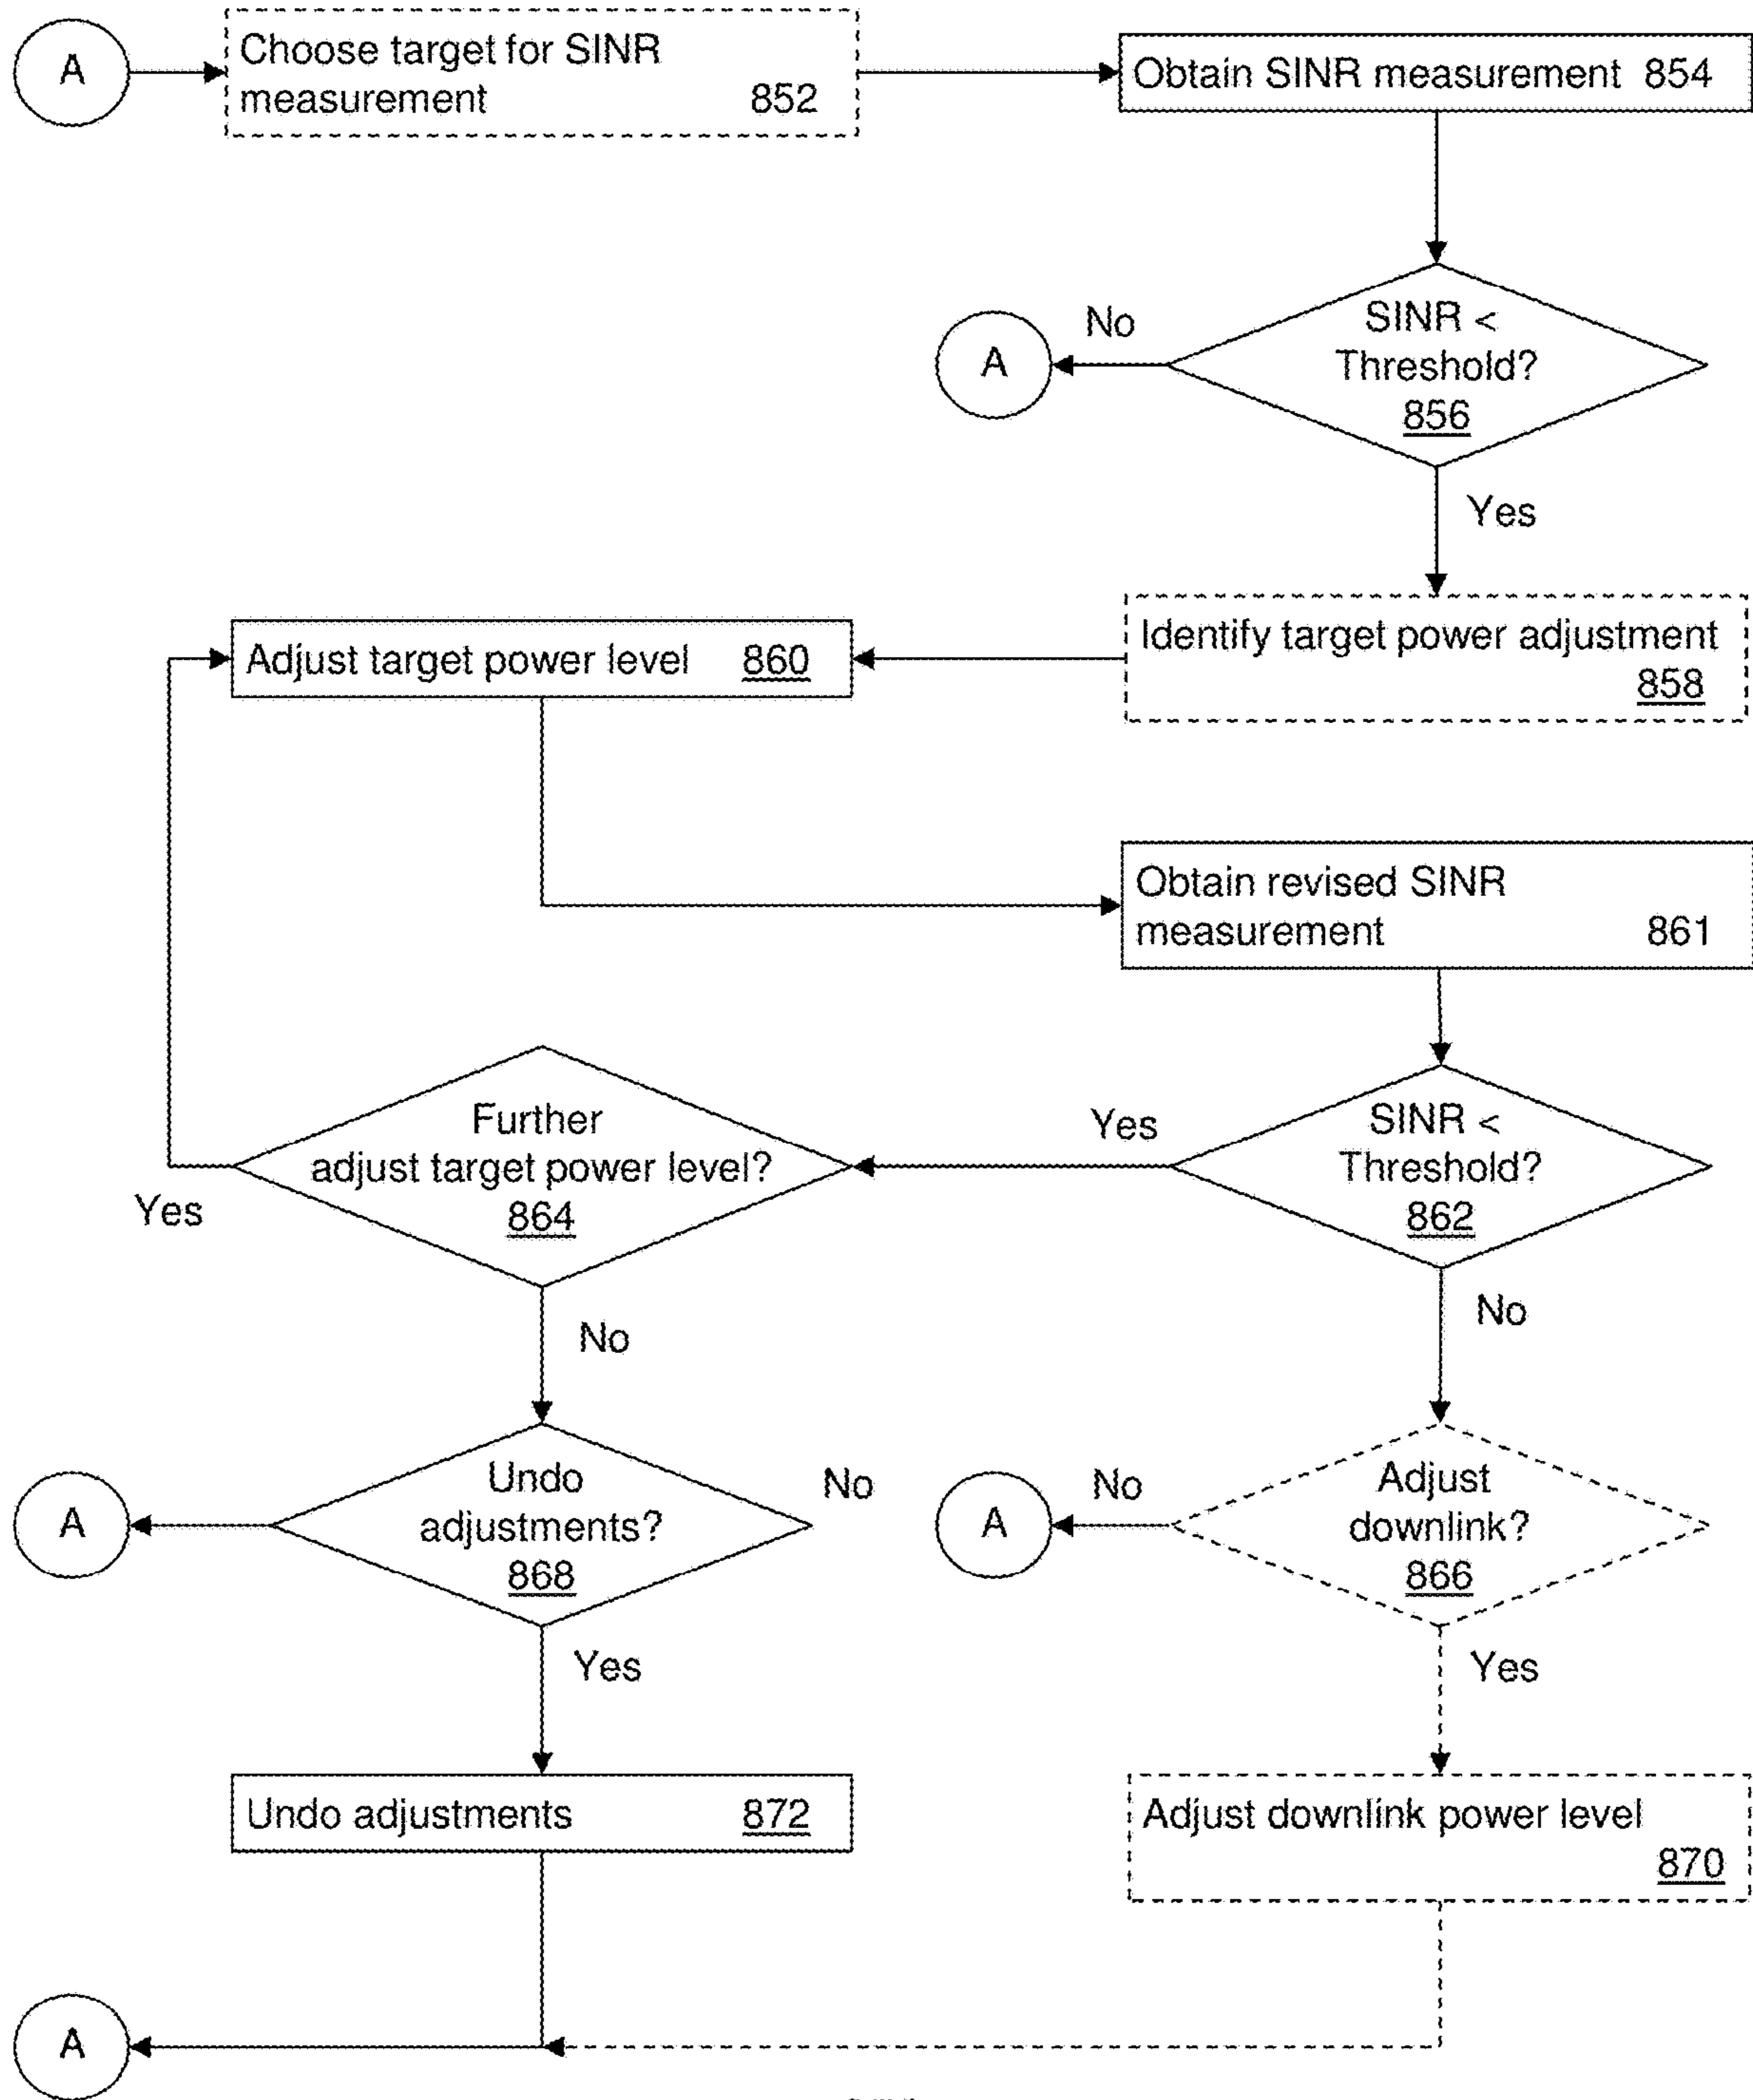 A
Choose target for SINR
measurement 852
Obtain SINR measurement 854
SINR <
Threshold?
856
No
A
Yes
Identify target power adjustment
858
Adjust target power level 860
Obtain revised SINR
measurement 861
SINR <
Threshold?
862
Yes
Further
adjust target power level?
864
Yes
No
No
Undo
adjustments?
868
No
A
Adjust
downlink?
866
No
A
Yes
Yes
Undo adjustments 872
Adjust downlink power level
870
A